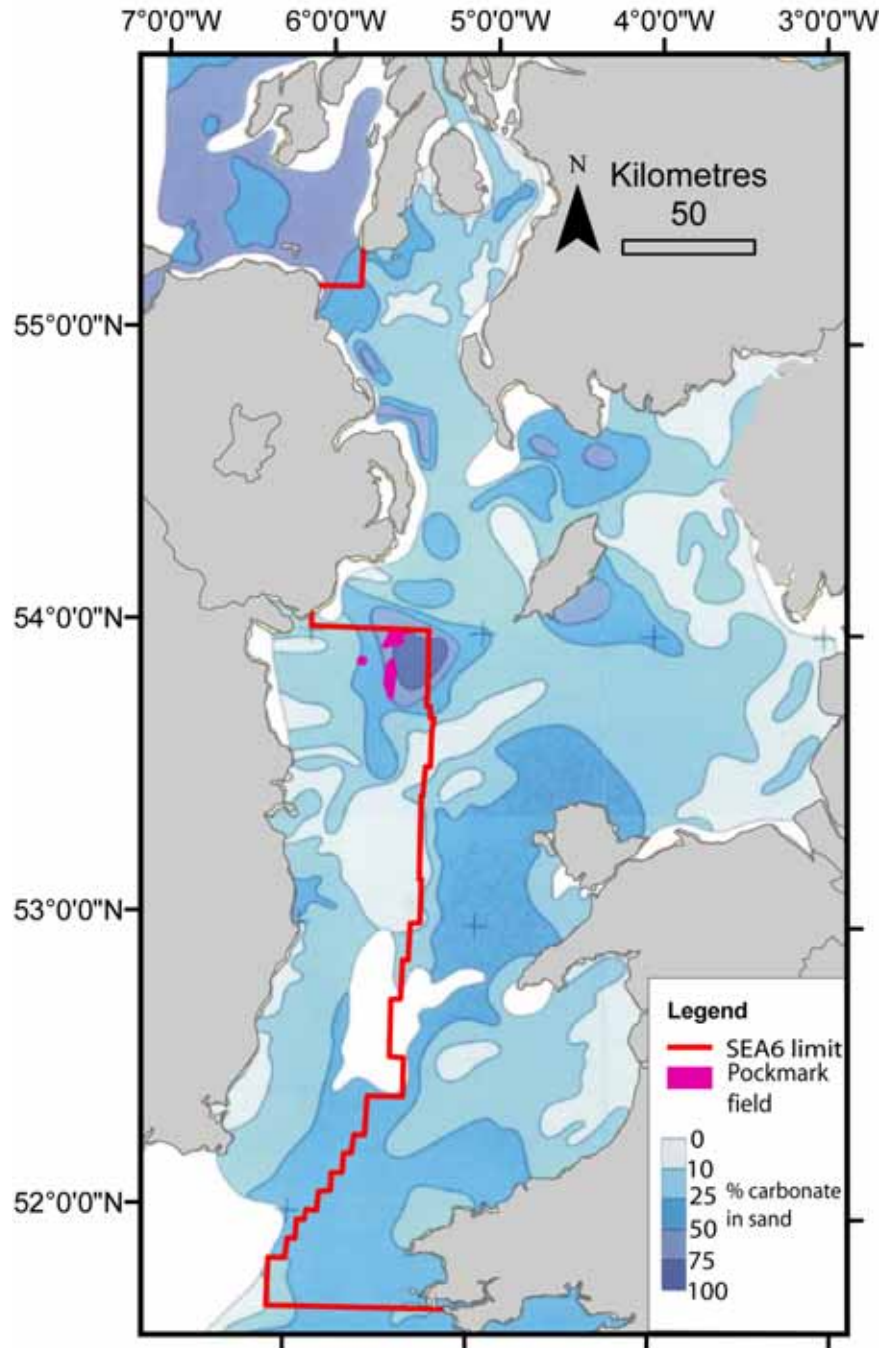 7°0'0"W 6°0'0"W 5°0'0"W 4°0'0"W 3°0'0"W
N
Kilometres
50
55°0'0"N
54°0'0"N
53°0'0"N
52°0'0"N
Legend
SEA6 limit
Pockmark
field
0
10
25
50
75
100
% carbonate
in sand